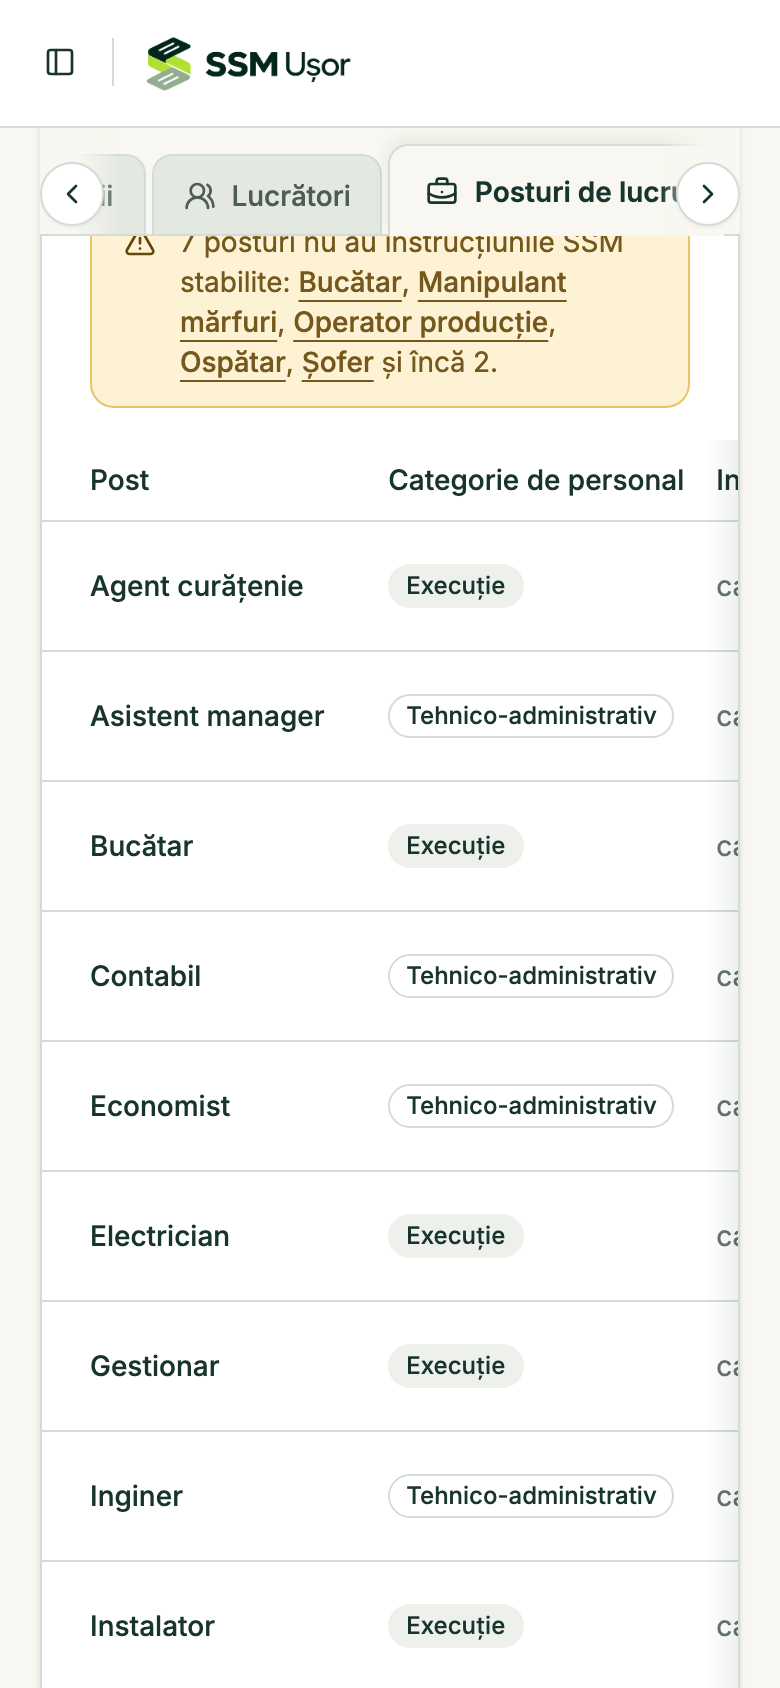 SSM Ușor
Lucrători
Posturi de lucru
7 posturi nu au instrucțiunile SSM
stabilite: Bucătar, Manipulant
mărfuri, Operator producție,
Ospătar, Șofer și încă 2.
Post Categorie de personal
Agent curățenie Execuție
Asistent manager Tehnico-administrativ
Bucătar Execuție
Contabil Tehnico-administrativ
Economist Tehnico-administrativ
Electrician Execuție
Gestionar Execuție
Inginer Tehnico-administrativ
Instalator Execuție